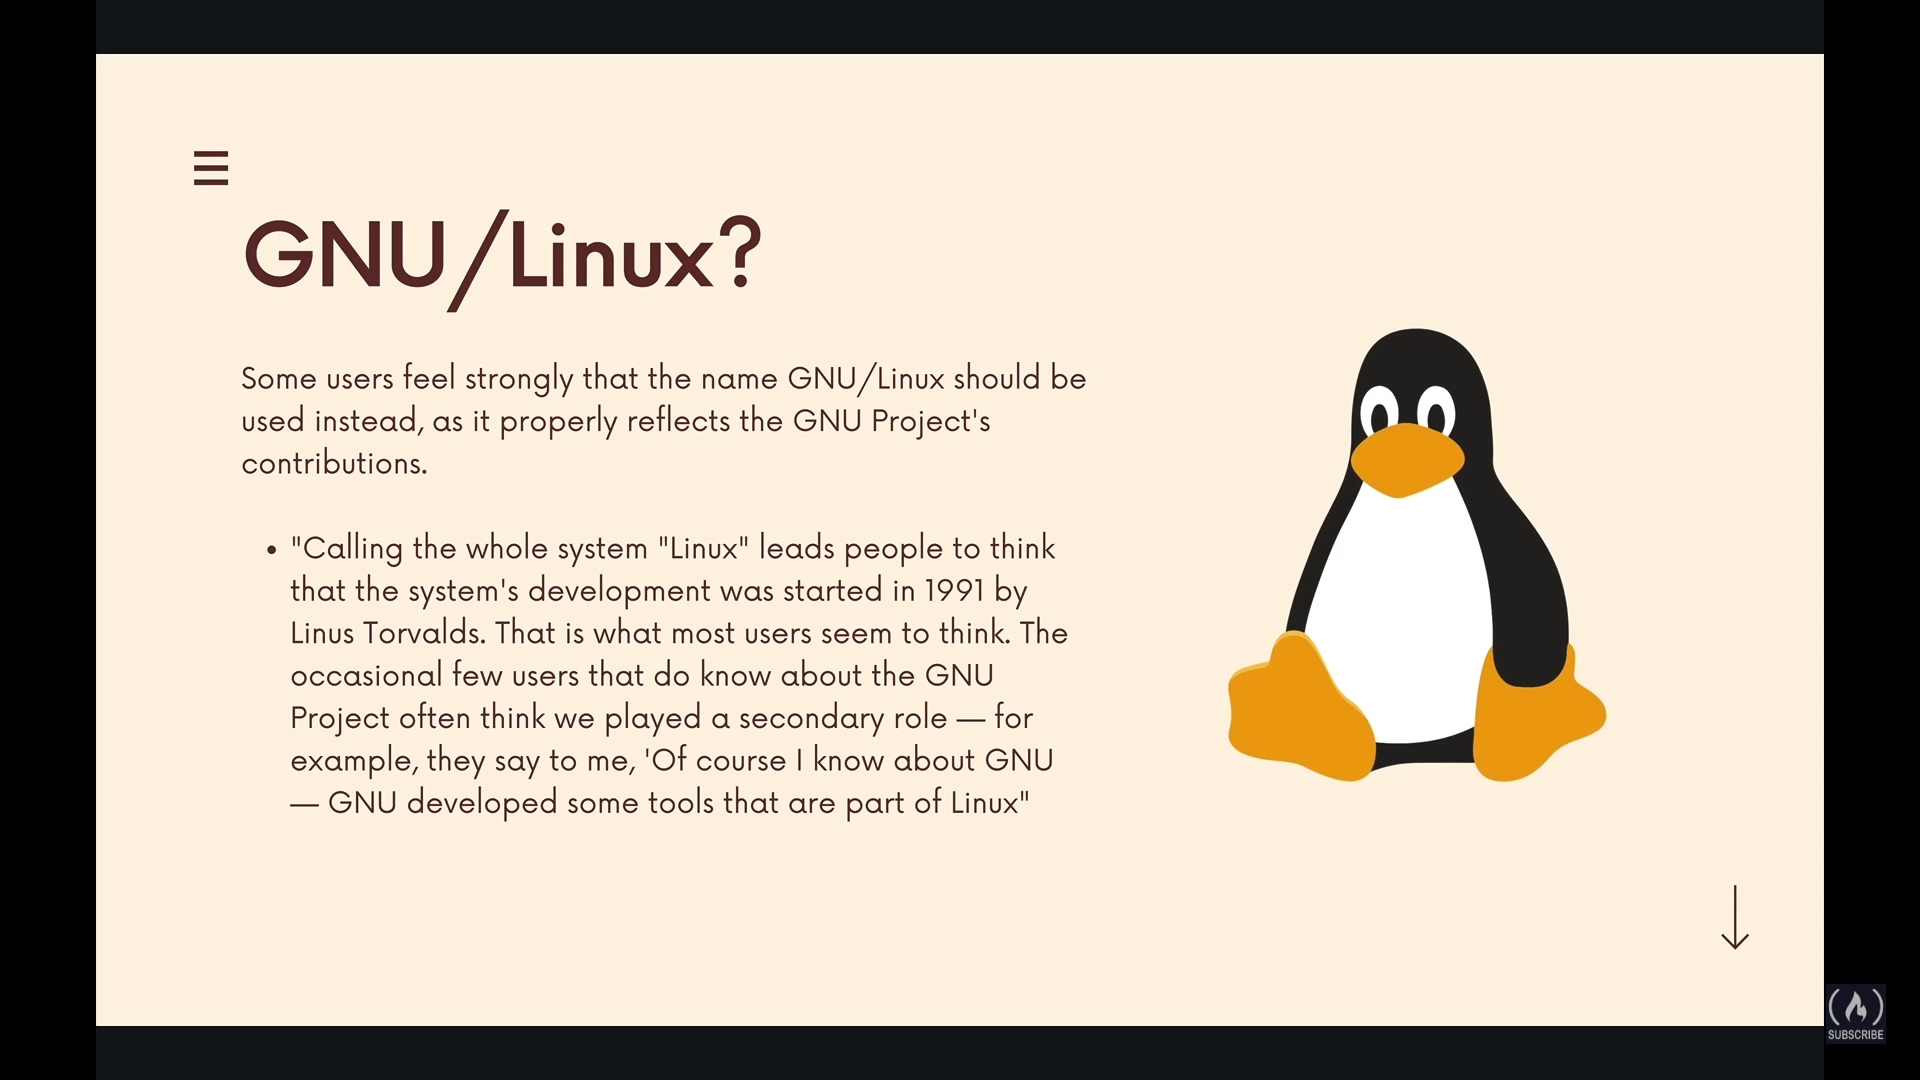 GNU/Linux?
Some users feel strongly that the name GNU/Linux should be
used instead, as it properly reflects the GNU Project's
contributions.
• "Calling the whole system "Linux" leads people to think
that the system's development was started in 1991 by
Linus Torvalds. That is what most users seem to think. The
occasional few users that do know about the GNU
Project often think we played a secondary role — for
example, they say to me, 'Of course I know about GNU
— GNU developed some tools that are part of Linux"
SUBSCRIBE